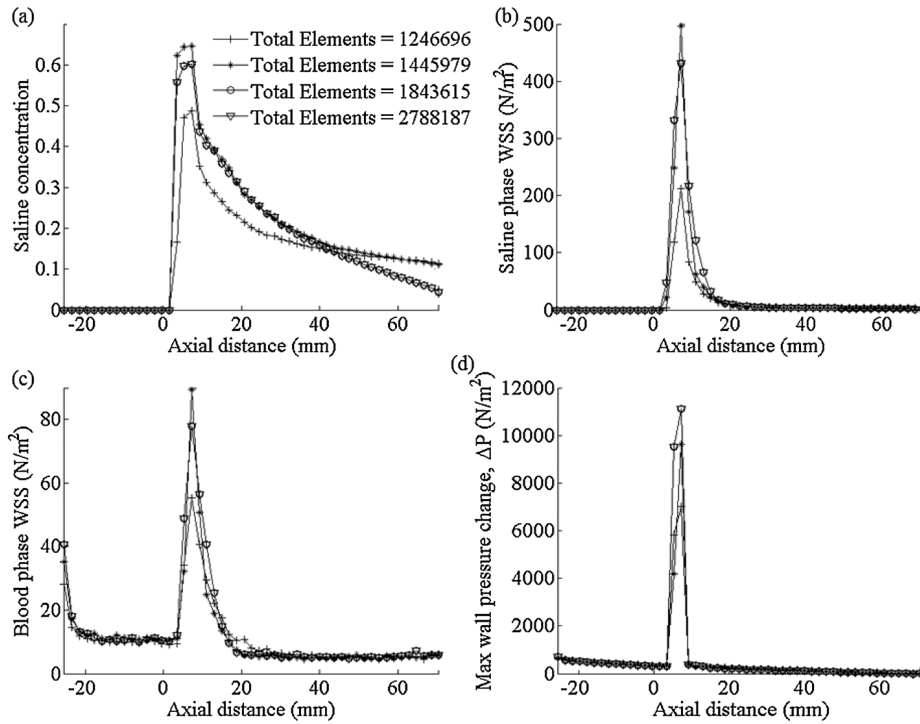 (a)
Saline concentration
0.6
0.5
0.4
0.3
0.2
0.1
0
Total Elements = 1246696
Total Elements = 1445979
Total Elements = 1843615
Total Elements = 2788187
-20 0 20 40 60
Axial distance (mm)
(b)
Saline phase WSS (N/m²)
500
400
300
200
100
0
-20 0 20 40 60
Axial distance (mm)
(c)
Blood phase WSS (N/m²)
80
60
40
20
0
-20 0 20 40 60
Axial distance (mm)
(d)
Max wall pressure change, ΔP (N/m²)
12000
10000
8000
6000
4000
2000
0
-20 0 20 40 60
Axial distance (mm)